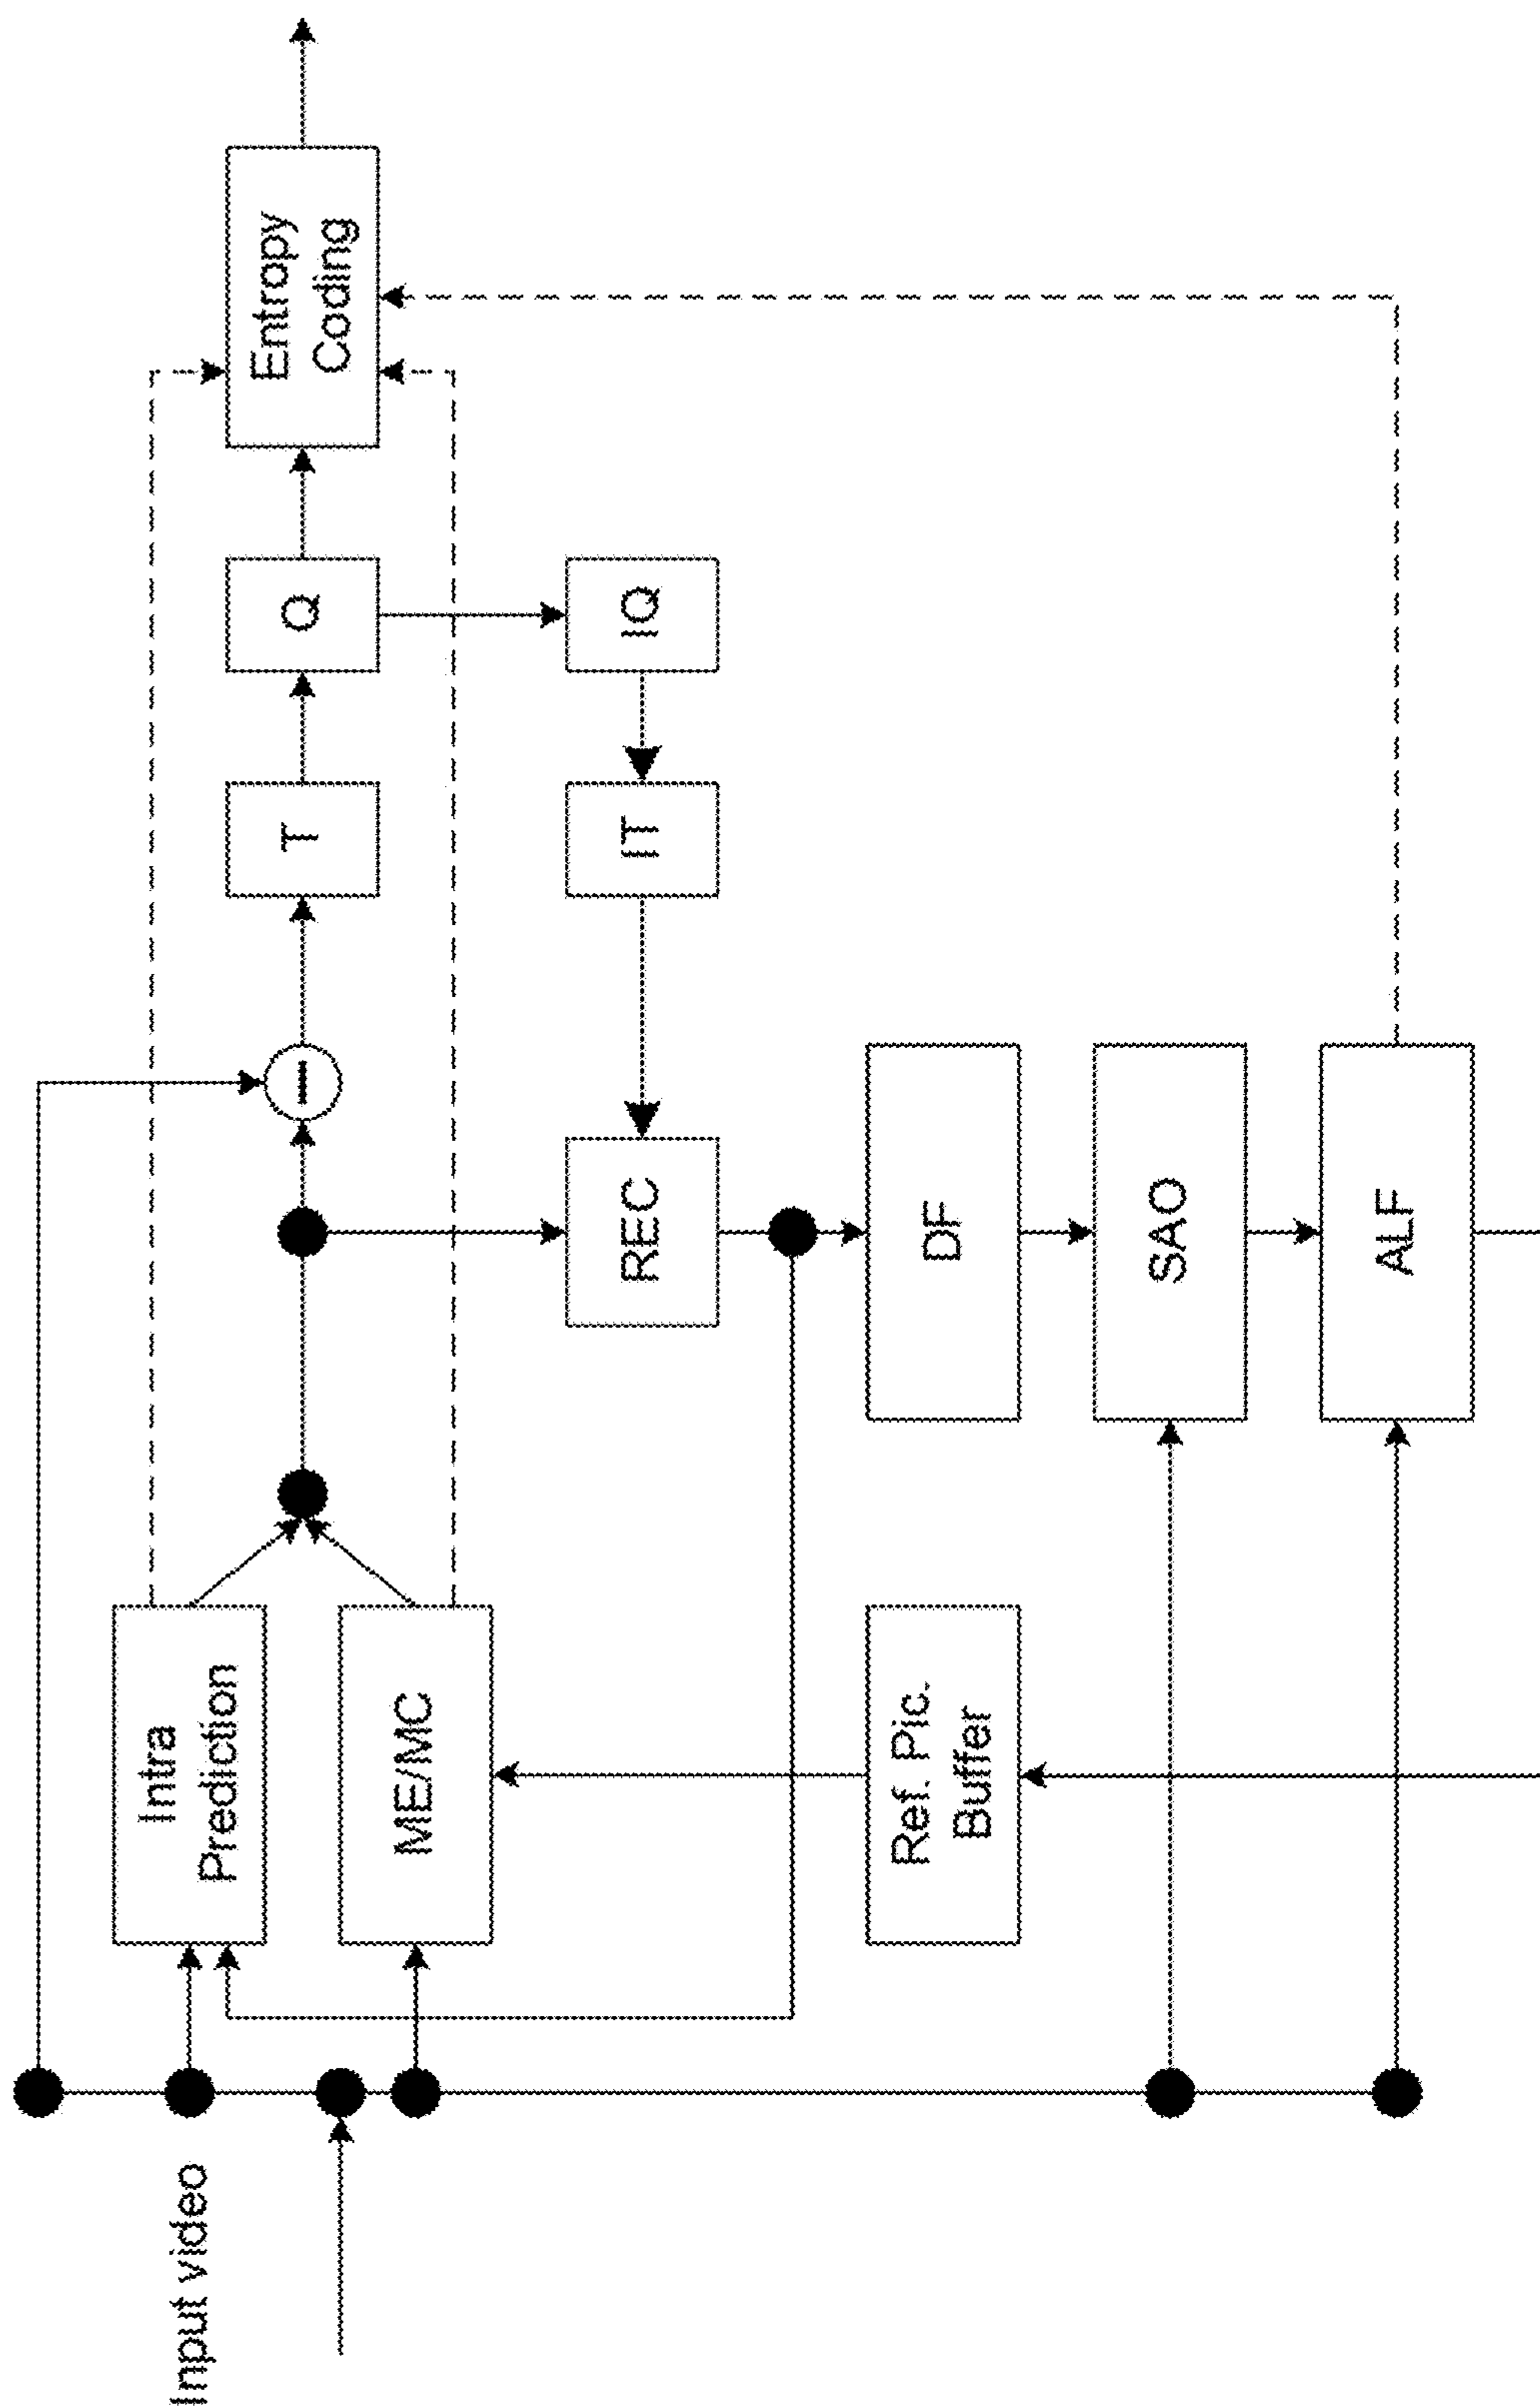 Input video
Intra
Prediction
T
Q
Entropy
Coding
ME/MC
REC
IT
IQ
Ref. Pic.
Buffer
DF
SAO
ALF